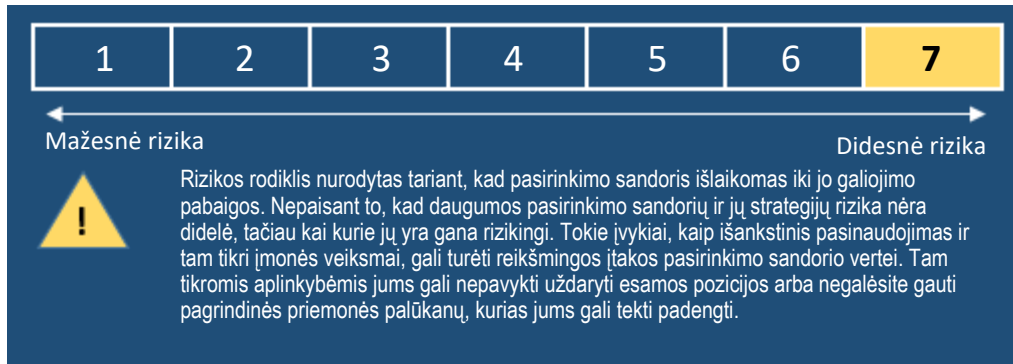 1 2 3 4 5 6 7
Mažesnė rizika Didesnė rizika
!
Rizikos rodiklis nurodytas tariant, kad pasirinkimo sandoris išlaikomas iki jo galiojimo
pabaigos. Nepaisant to, kad daugumos pasirinkimo sandorių ir jų strategijų rizika nėra
didelė, tačiau kai kurie jų yra gana rizikingi. Tokie įvykiai, kaip išankstinis pasinaudojimas ir
tam tikri įmonės veiksmai, gali turėti reikšmingos įtakos pasirinkimo sandorio vertei. Tam
tikromis aplinkybėmis jums gali nepavykti uždaryti esamos pozicijos arba negalėsite gauti
pagrindinės priemonės palūkanų, kurias jums gali tekti padengti.